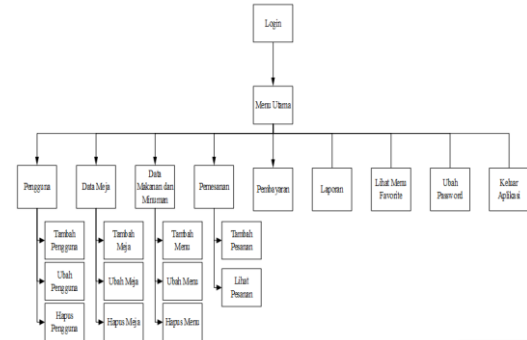 Login
Menu Utama
Pengguna
Data Meja
Data
Makanan dan
Minuman
Pemesanan
Pembayaran
Laporan
Lihat Menu
Favorite
Ubah
Password
Keluar
Aplikasi
Tambah
Pengguna
Tambah
Meja
Tambah
Menu
Tambah
Pesanan
Ubah
Pengguna
Ubah Meja
Ubah Menu
Lihat
Pesanan
Hapus
Pengguna
Hapus Meja
Hapus Menu